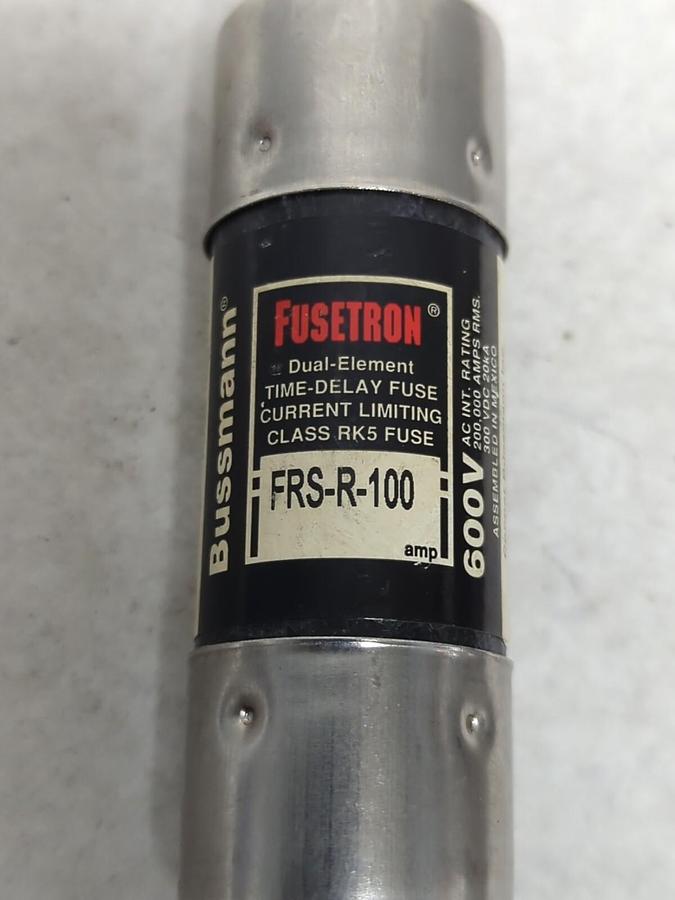 Bussmann®
FUSETRON®
Dual-Element
TIME-DELAY FUSE
CURRENT LIMITING
CLASS RK5 FUSE
FRS-R-100
amp
600V
AC INT. RATING
200,000 AMPS RMS.
300 VDC 20kA
ASSEMBLED IN MEXICO